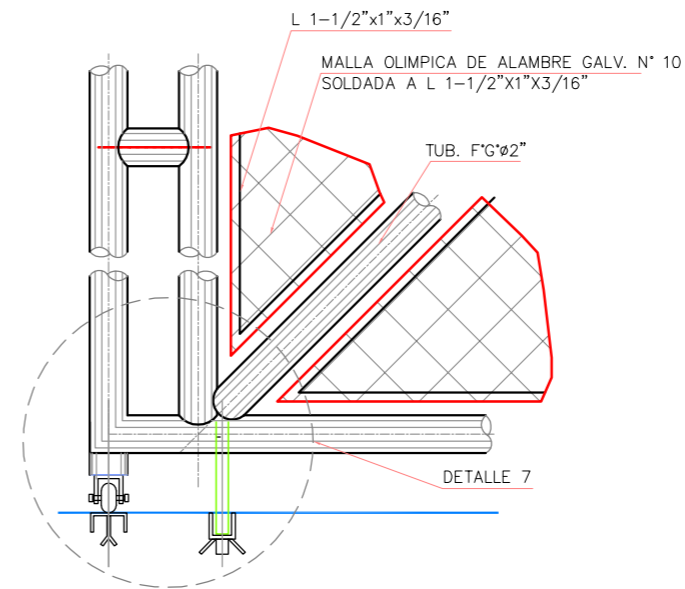 L 1-1/2"x1"x3/16"
MALLA OLIMPICA DE ALAMBRE GALV. N° 10
SOLDADA A L 1-1/2"X1"X3/16"
TUB. F°G°ø2"
DETALLE 7